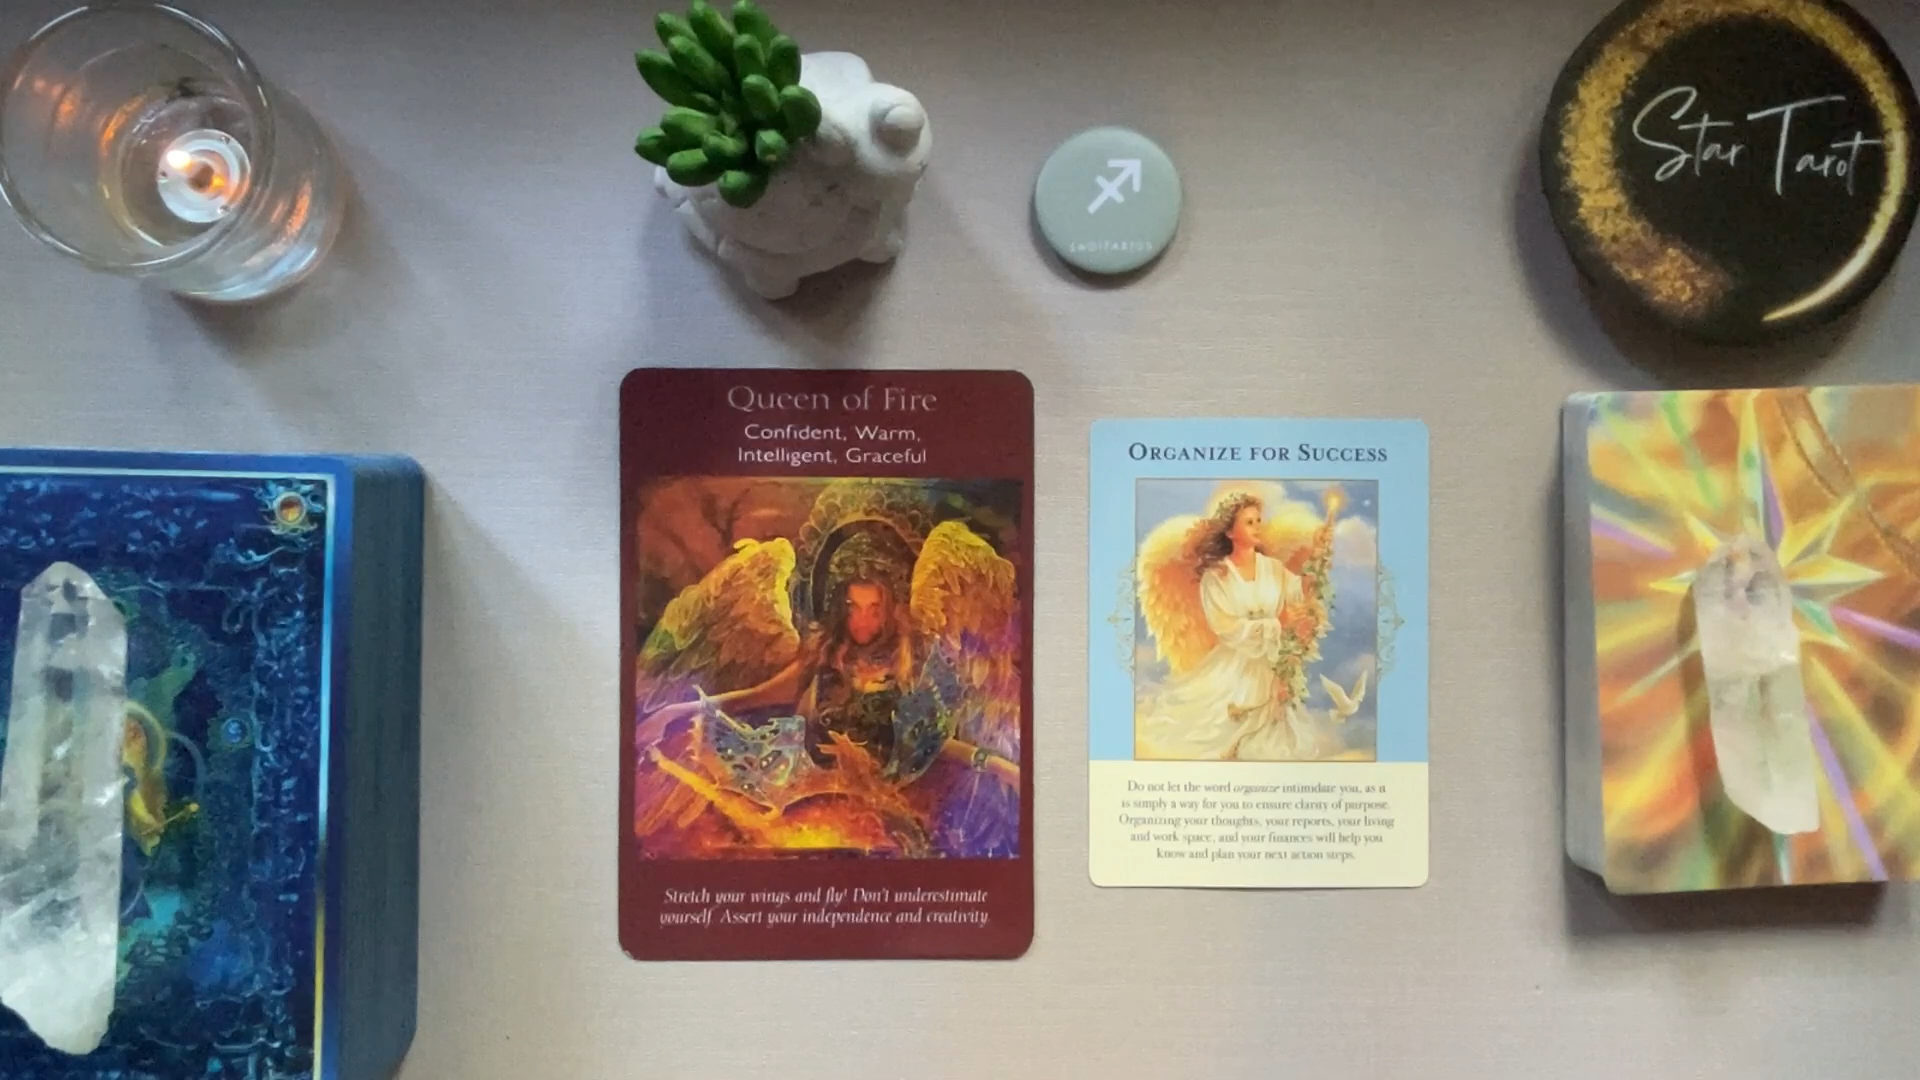 Star Tarot
SAGITTARIUS
Queen of Fire
Confident, Warm,
Intelligent, Graceful
Stretch your wings and fly! Don't underestimate
yourself. Assert your independence and creativity.
ORGANIZE FOR SUCCESS
Do not let the word organize intimidate you, as it
is simply a way for you to ensure clarity of purpose.
Organizing your thoughts, your reports, your living
and work space, and your finances will help you
know and plan your next action steps.